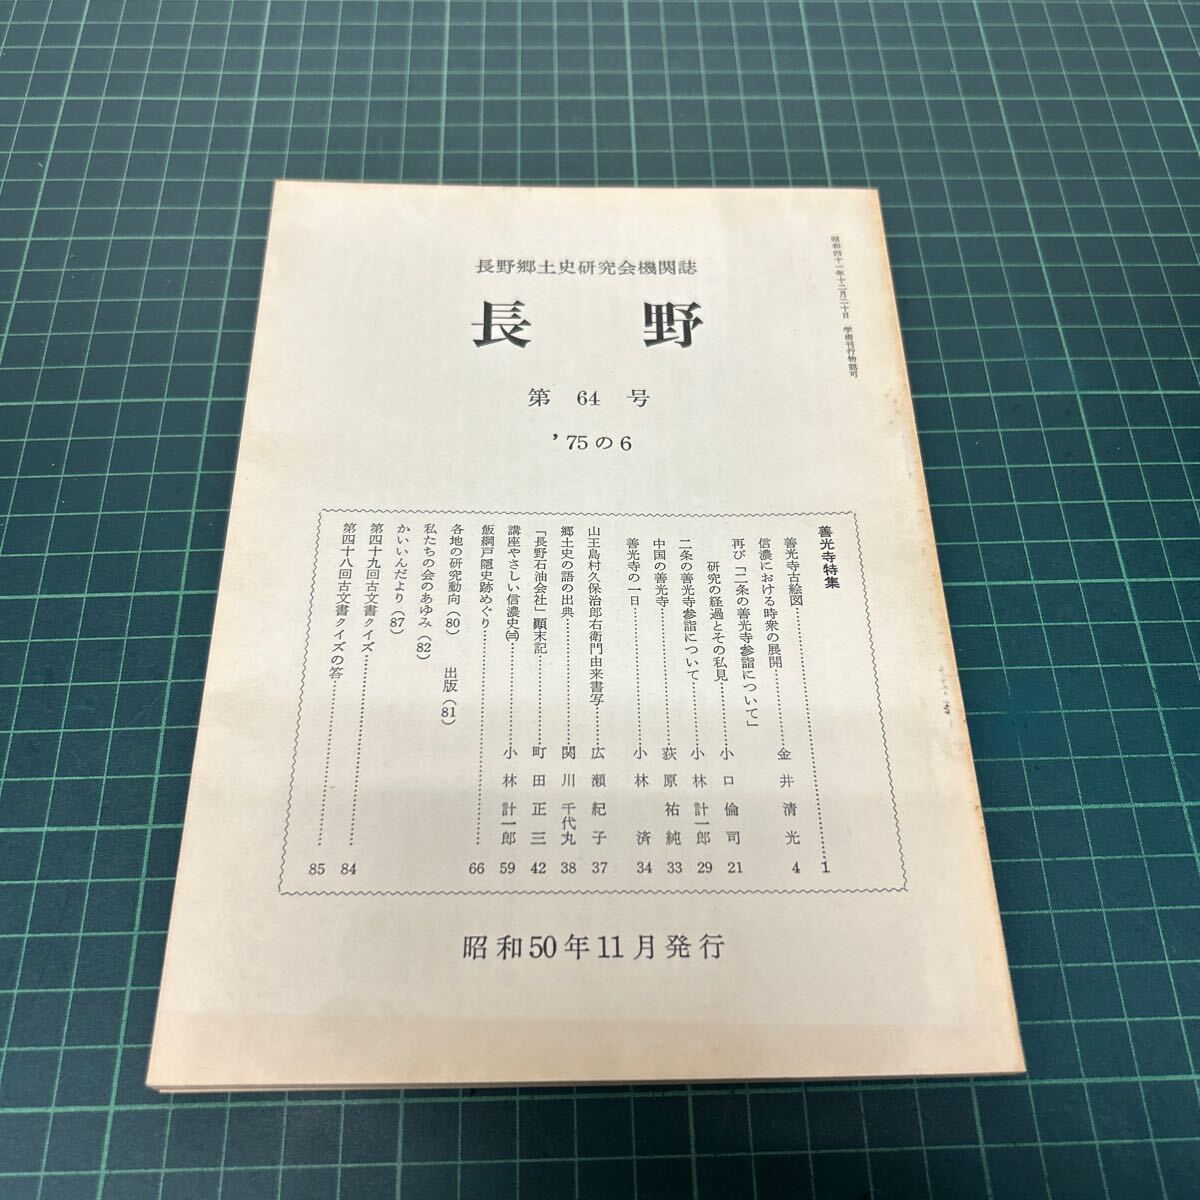 昭和四十一年十二月二十日 学術刊行物認可
長野郷土史研究会機関誌
長野
第 64 号
’75の6
善光寺特集
善光寺古絵図……………1
信濃における時衆の展開……………金井清光 4
再び「二条の善光寺参詣について」
研究の経過とその私見……………小口倫司 21
二条の善光寺参詣について……………小林計一郎 29
中国の善光寺……………荻原祐純 33
善光寺の一日……………小林済 34
山王島村久保治郎右衛門由来書写……………広瀬紀子 37
郷土史の語の出典……………関川千代丸 38
「長野石油会社」顚末記……………町田正三 42
講座やさしい信濃史㈢……………小林計一郎 59
飯綱戸隠史跡めぐり……………66
各地の研究動向(80) 出版(81)
私たちの会のあゆみ(82)
かいいんだより(87)
第四十九回古文書クイズ……………84
第四十八回古文書クイズの答……………85
昭和50年11月発行